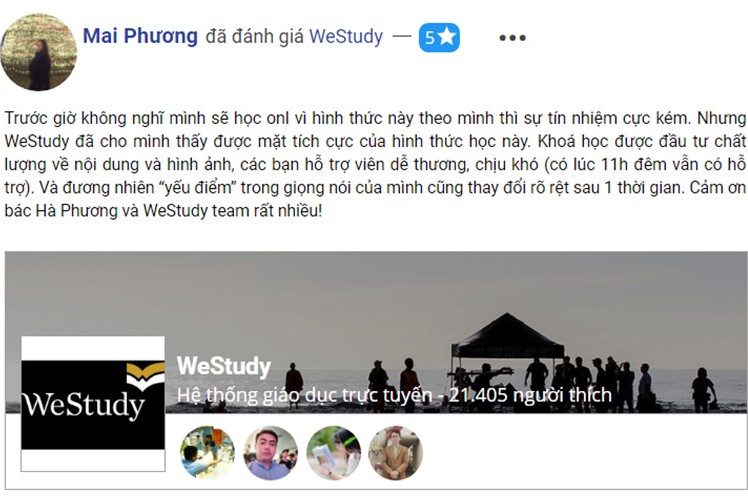 Mai Phương đã đánh giá WeStudy — 5★ •••
Trước giờ không nghĩ mình sẽ học onl vì hình thức này theo mình thì sự tín nhiệm cực kém. Nhưng
WeStudy đã cho mình thấy được mặt tích cực của hình thức học này. Khoá học được đầu tư chất
lượng về nội dung và hình ảnh, các bạn hỗ trợ viên dễ thương, chịu khó (có lúc 11h đêm vẫn có hỗ
trợ). Và đương nhiên “yếu điểm” trong giọng nói của mình cũng thay đổi rõ rệt sau 1 thời gian. Cảm ơn
bác Hà Phương và WeStudy team rất nhiều!
WeStudy
Hệ thống giáo dục trực tuyến - 21.405 người thích
WeStudy